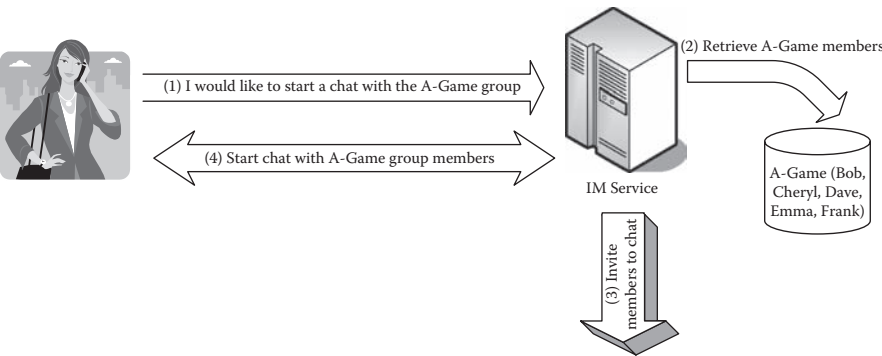 (1) I would like to start a chat with the A-Game group
(2) Retrieve A-Game members
(4) Start chat with A-Game group members
IM Service
A-Game (Bob,
Cheryl, Dave,
Emma, Frank)
(3) Invite
members to chat